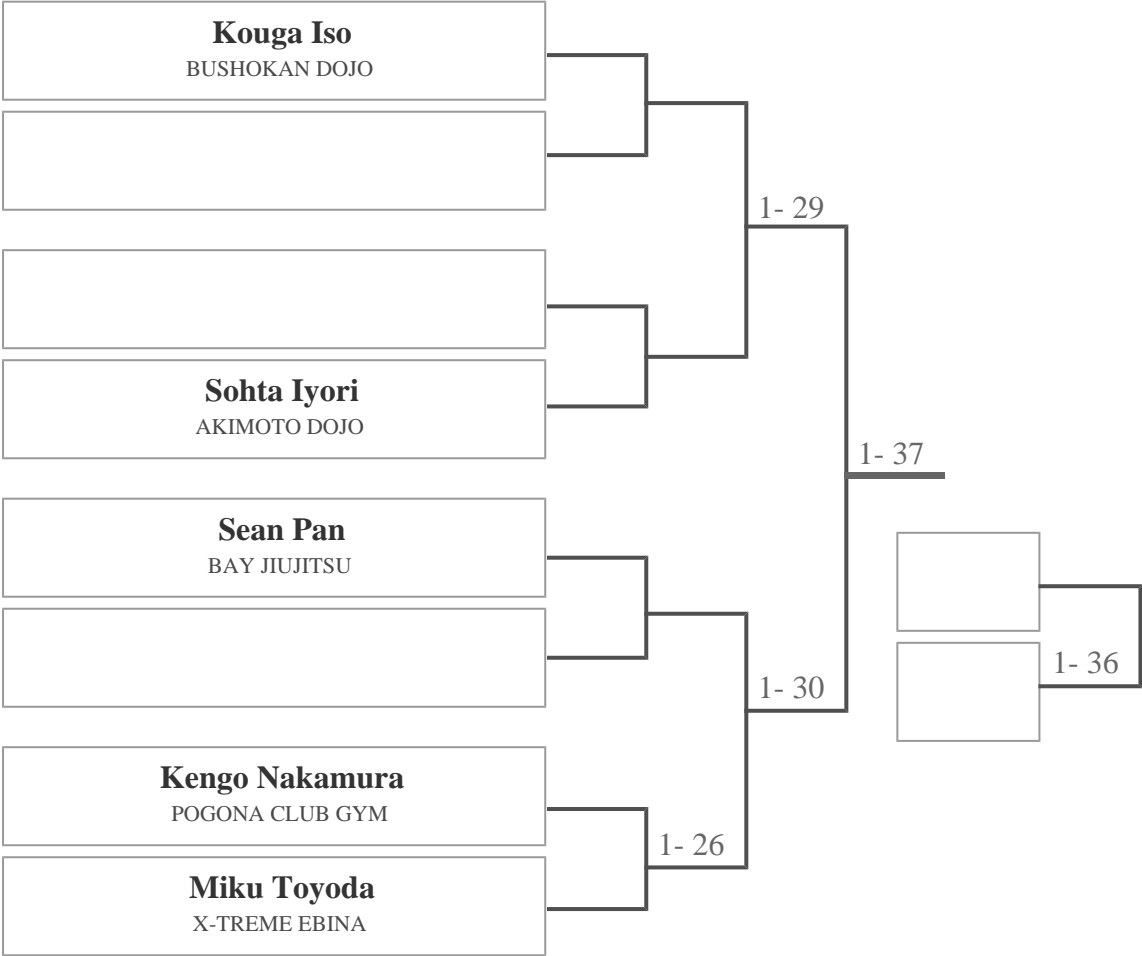 Kouga Iso
BUSHOKAN DOJO
1- 29
Sohta Iyori
AKIMOTO DOJO
1- 37
Sean Pan
BAY JIUJITSU
1- 36
1- 30
Kengo Nakamura
POGONA CLUB GYM
1- 26
Miku Toyoda
X-TREME EBINA